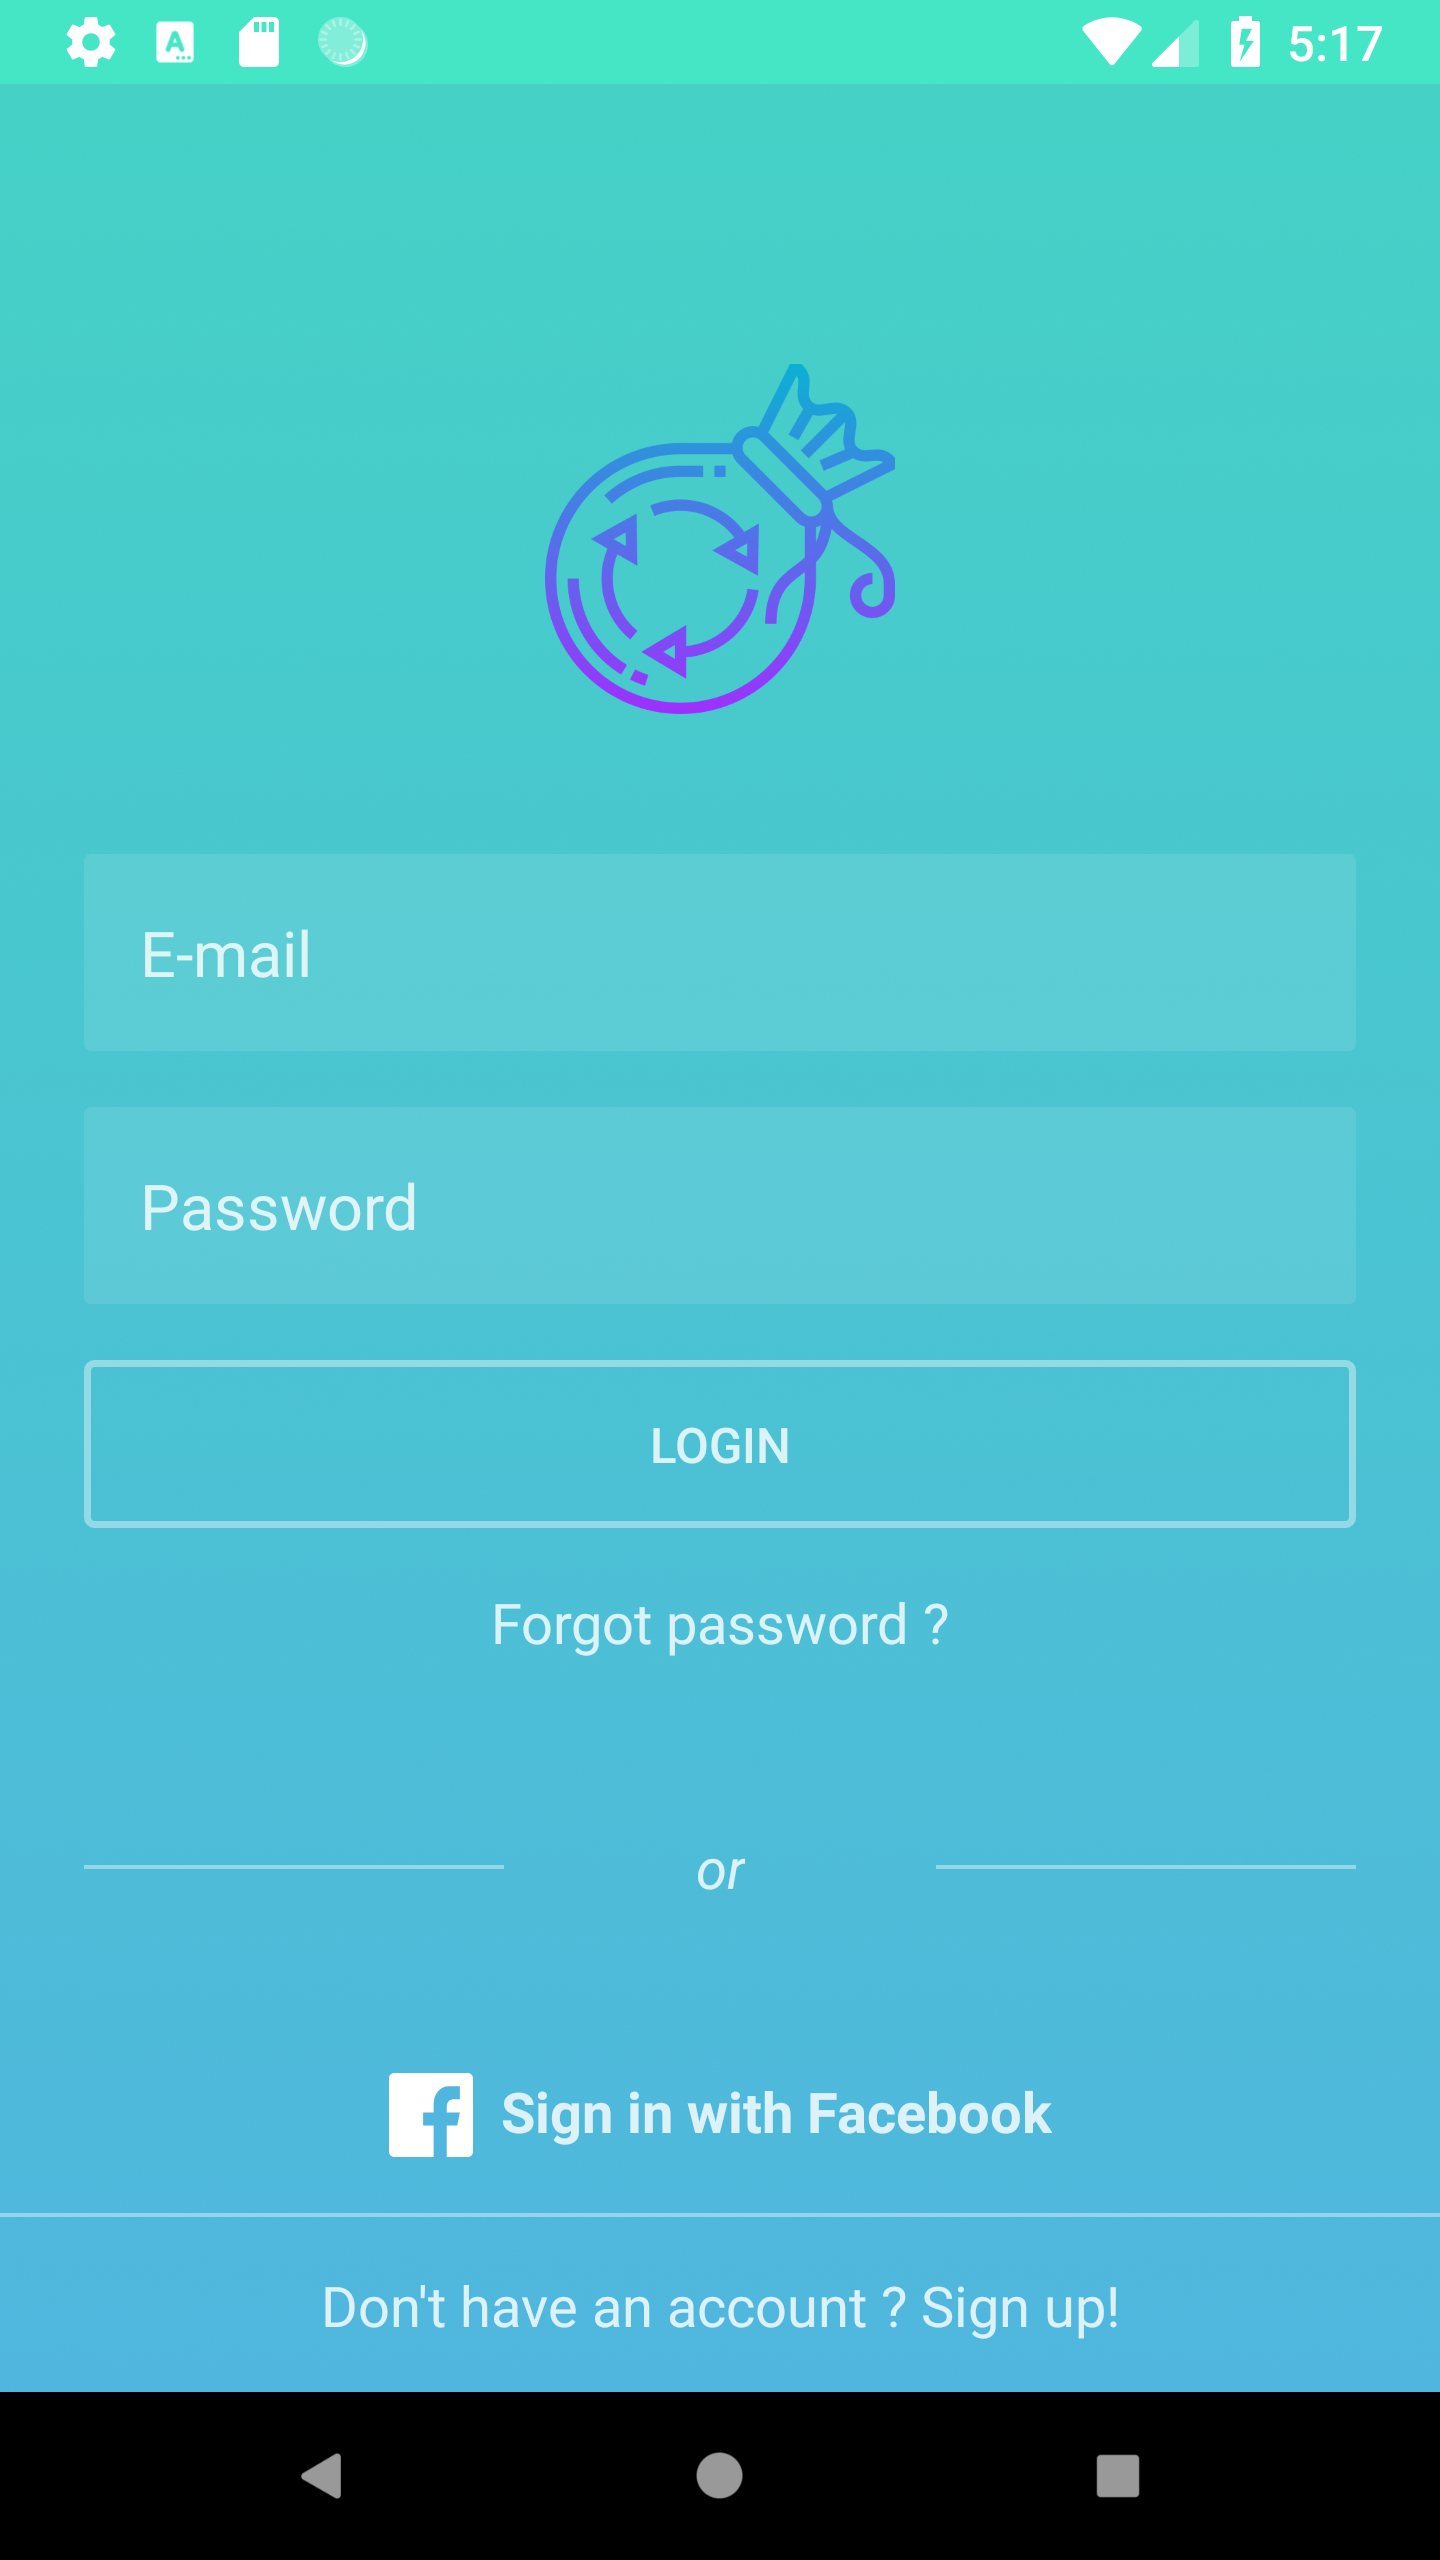 5:17
E-mail
Password
LOGIN
Forgot password ?
or
Sign in with Facebook
Don't have an account ? Sign up!